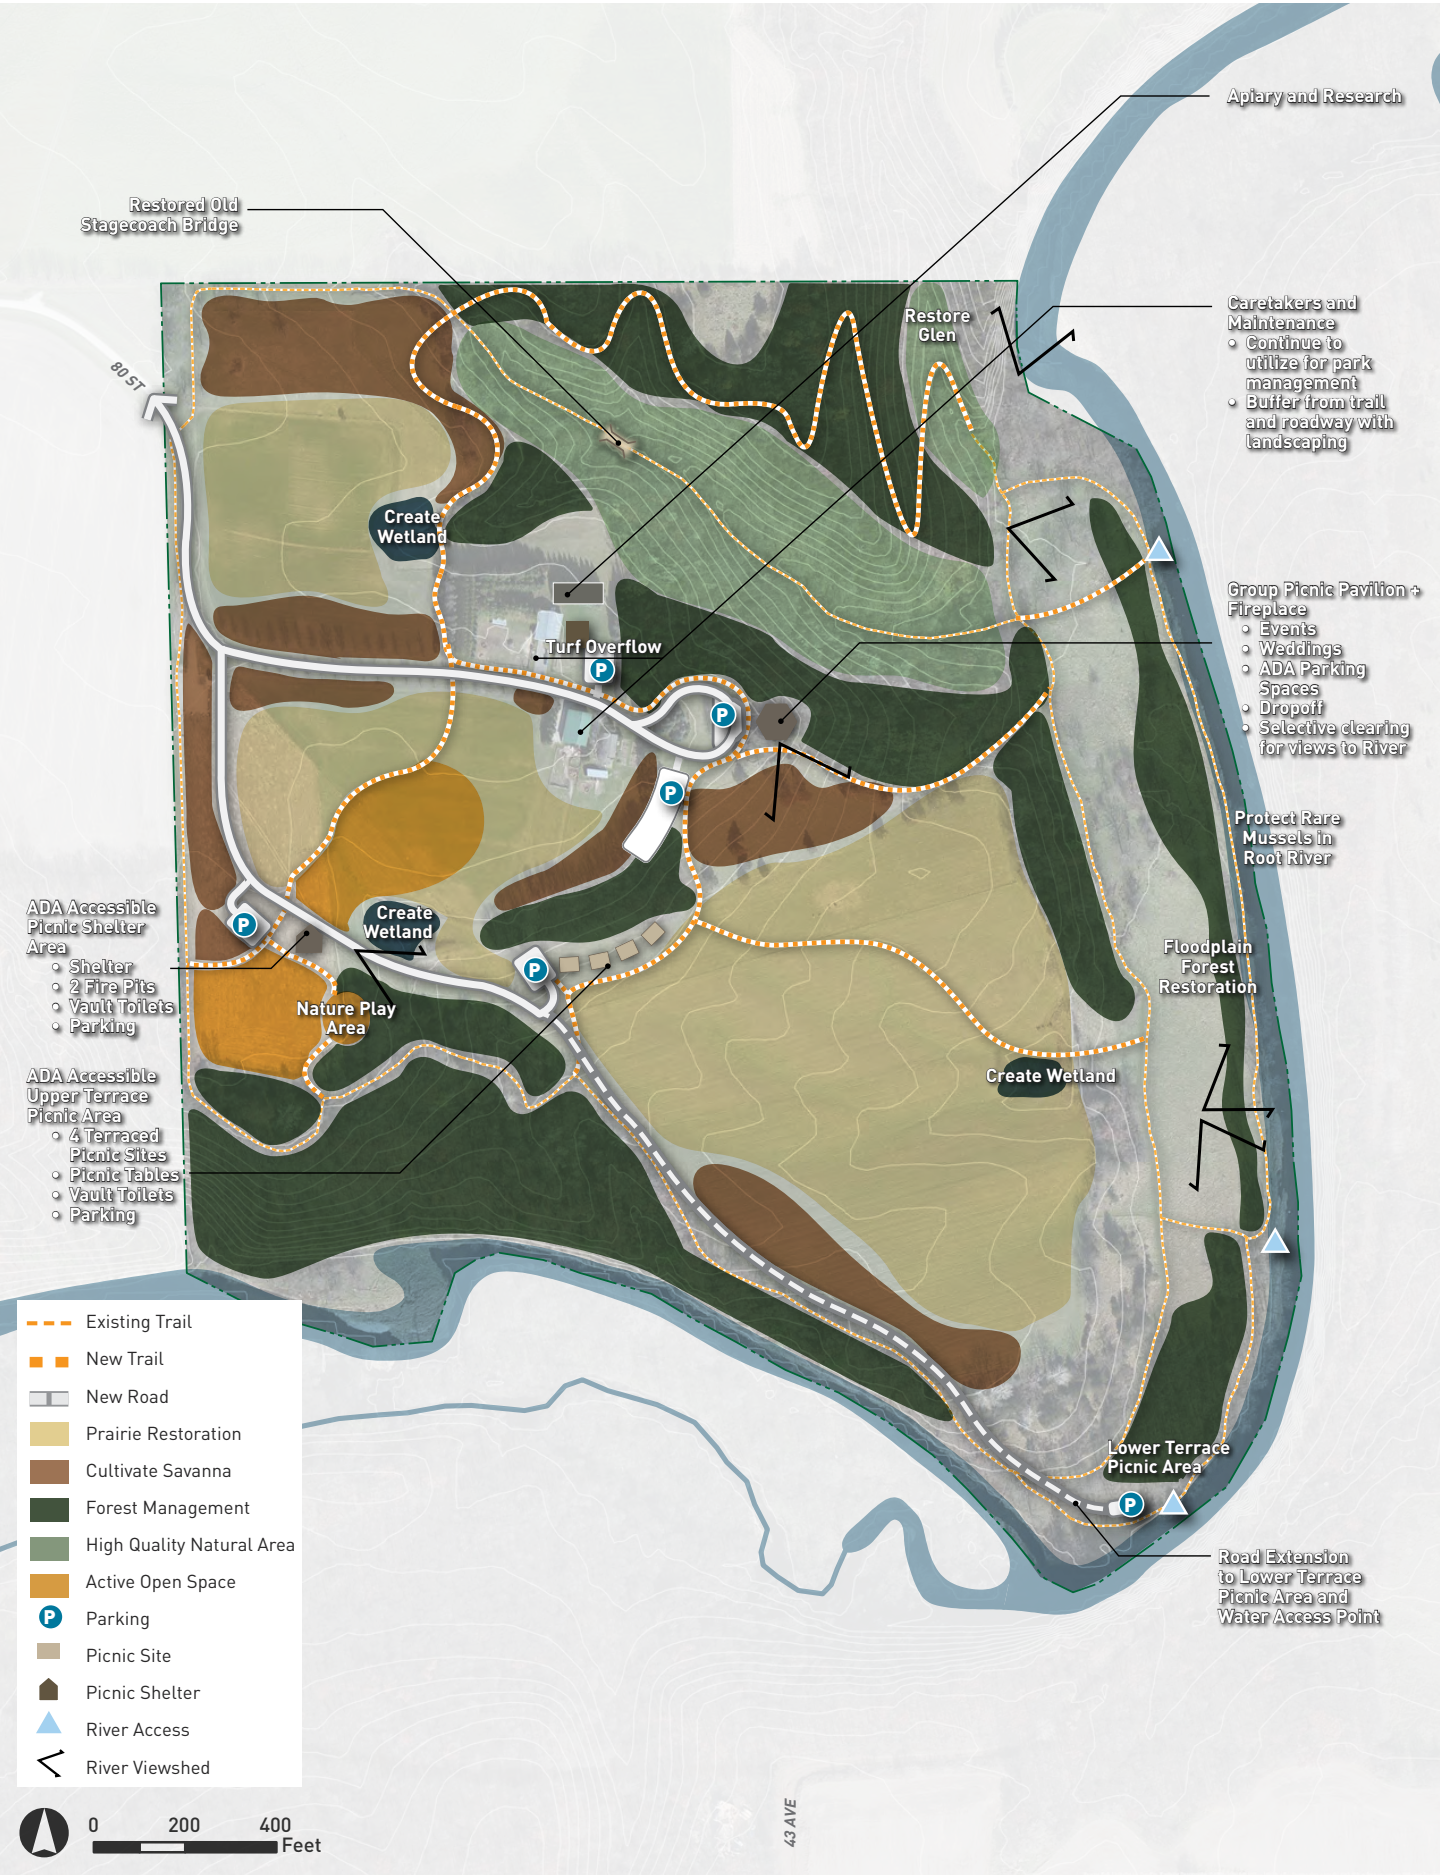 Apiary and Research
Restored Old
Stagecoach Bridge
Caretakers and
Maintenance
• Continue to
utilize for park
management
• Buffer from trail
and roadway with
landscaping
Restore
Glen
80 ST
Create
Wetland
Group Picnic Pavilion +
Fireplace
• Events
• Weddings
• ADA Parking
Spaces
• Dropoff
• Selective clearing
for views to River
Turf Overflow
P
P
P
Protect Rare
Mussels in
Root River
ADA Accessible
Picnic Shelter
Area
• Shelter
• 2 Fire Pits
• Vault Toilets
• Parking
P
Create
Wetland
P
Floodplain
Forest
Restoration
Nature Play
Area
Create Wetland
ADA Accessible
Upper Terrace
Picnic Area
• 4 Terraced
Picnic Sites
• Picnic Tables
• Vault Toilets
• Parking
Lower Terrace
Picnic Area
P
Road Extension
to Lower Terrace
Picnic Area and
Water Access Point
Existing Trail
New Trail
New Road
Prairie Restoration
Cultivate Savanna
Forest Management
High Quality Natural Area
Active Open Space
P Parking
Picnic Site
Picnic Shelter
River Access
River Viewshed
0 200 400
Feet
43 AVE